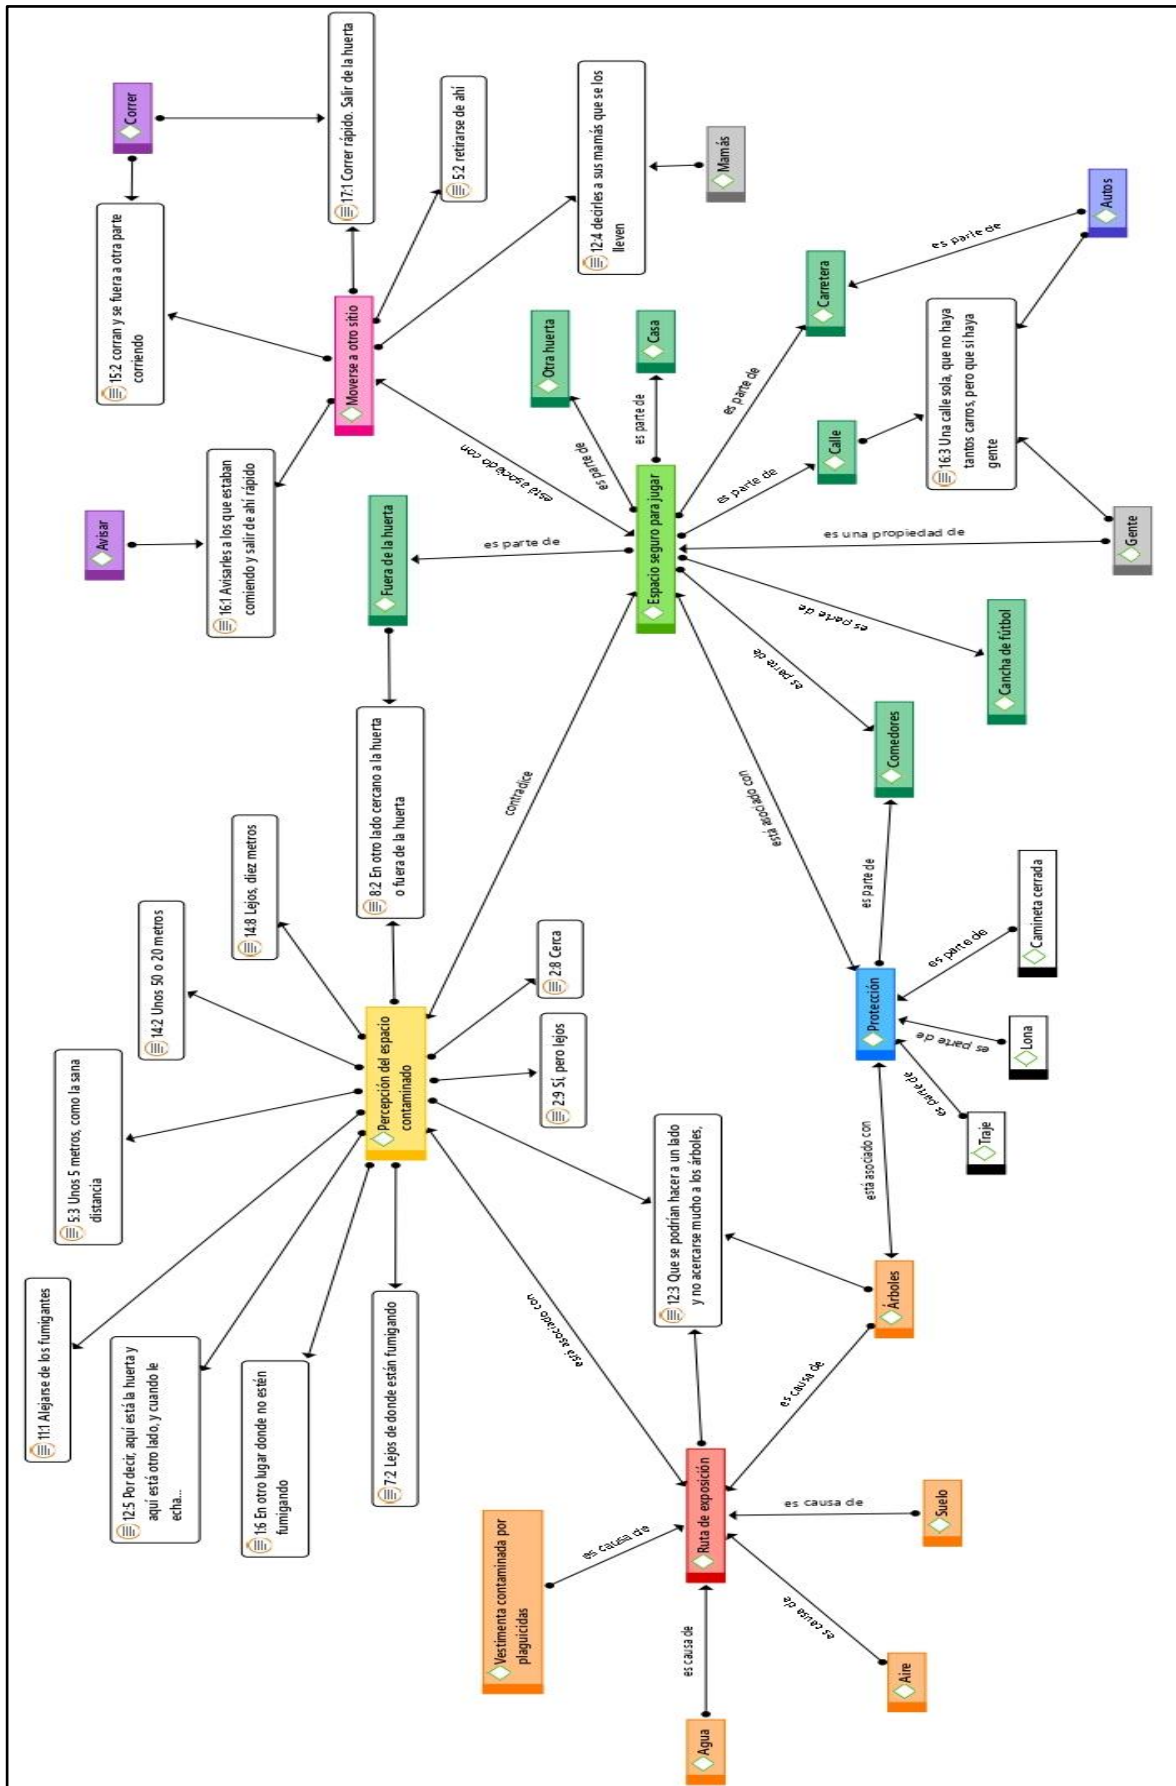 11:1 Alejarse de los fumigantes
12:5 Por decir, aquí está la huerta y
aquí está otro lado, y cuando le
echa...
1:6 En otro lugar donde no estén
fumigando
7:2 Lejos de donde están fumigando
5:3 Unos 5 metros, como la sana
distancia
14:2 Unos 50 o 20 metros
14:8 Lejos, diez metros
Percepción del espacio
contaminado
8:2 En otro lado cercano a la huerta
o fuera de la huerta
2:9 Sí, pero lejos
2:8 Cerca
contradice
está asociado con
Avisar
16:1 Avisarles a los que estaban
comiendo y salir de ahí rápido
Correr
15:2 corran y se fuera a otra parte
corriendo
17:1 Correr rápido. Salir de la huerta
Moverse a otro sitio
5:2 retirarse de ahí
12:4 decirles a sus mamás que se los
lleven
Mamás
está asociado con
Fuera de la huerta
es parte de
Otra huerta
es parte de
Casa
es parte de
Espacio seguro para jugar
es parte de
Carretera
es parte de
Autos
es parte de
Calle
16:3 Una calle sola, que no haya
tantos carros, pero que si haya
gente
es una propiedad de
Gente
es parte de
Cancha de fútbol
es parte de
Comedores
está asociado con
es parte de
Protección
es parte de
Camineta cerrada
es parte de
Lona
es parte de
Traje
está asociado con
12:3 Que se podrían hacer a un lado
y no acercarse mucho a los árboles,
Árboles
es causa de
Ruta de exposición
Vestimenta contaminada por
plaguicidas
es causa de
Agua
es causa de
Aire
es causa de
Suelo
es causa de